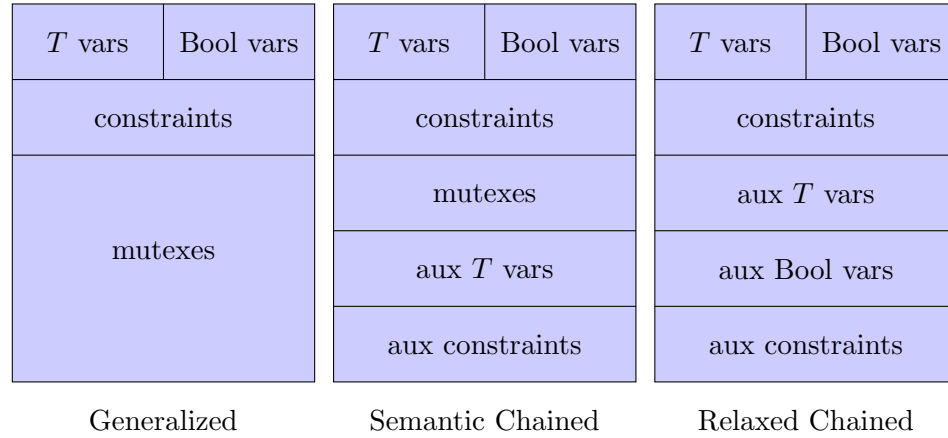 T vars Bool vars T vars Bool vars T vars Bool vars
constraints constraints constraints
mutexes aux T vars
mutexes
aux T vars aux Bool vars
aux constraints aux constraints
Generalized Semantic Chained Relaxed Chained